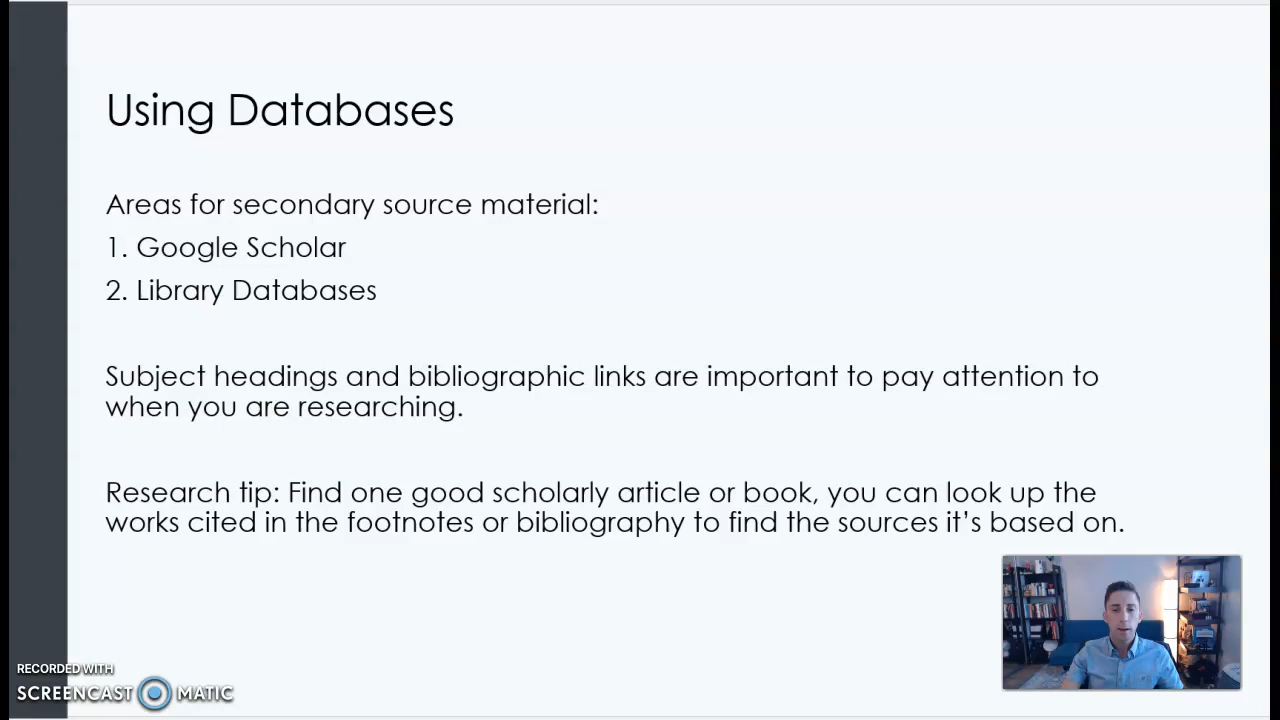 Using Databases
Areas for secondary source material:
1. Google Scholar
2. Library Databases
Subject headings and bibliographic links are important to pay attention to
when you are researching.
Research tip: Find one good scholarly article or book, you can look up the
works cited in the footnotes or bibliography to find the sources it's based on.
RECORDED WITH
SCREENCAST MATIC